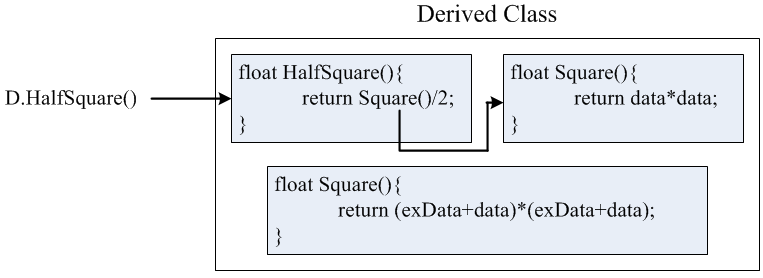 Derived Class
D.HalfSquare()
float HalfSquare(){
return Square()/2;
}
float Square(){
return data*data;
}
float Square(){
return (exData+data)*(exData+data);
}